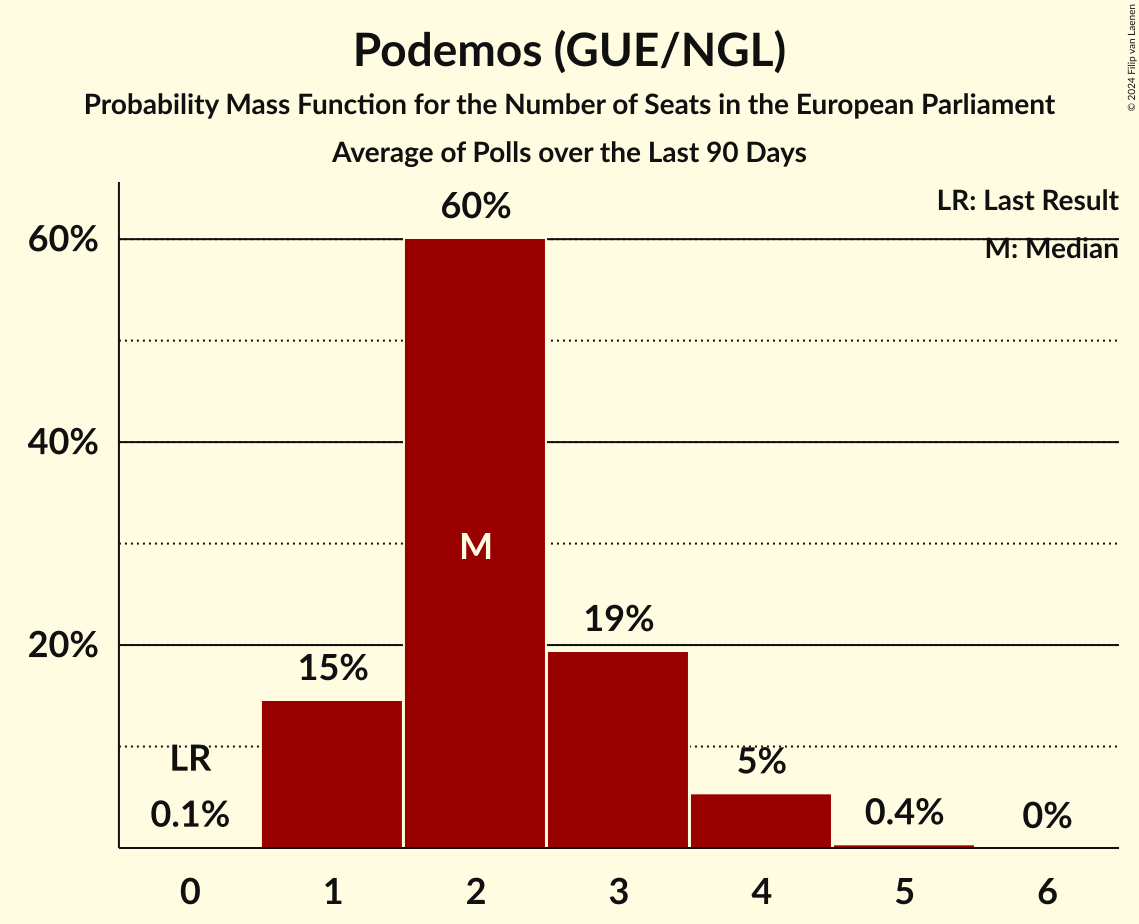 Podemos (GUE/NGL)
Probability Mass Function for the Number of Seats in the European Parliament
Average of Polls over the Last 90 Days
© 2024 Filip van Laenen
LR: Last Result
M: Median
60%
40%
20%
60%
M
19%
15%
LR
0.1%
5%
0.4%
0%
0 1 2 3 4 5 6